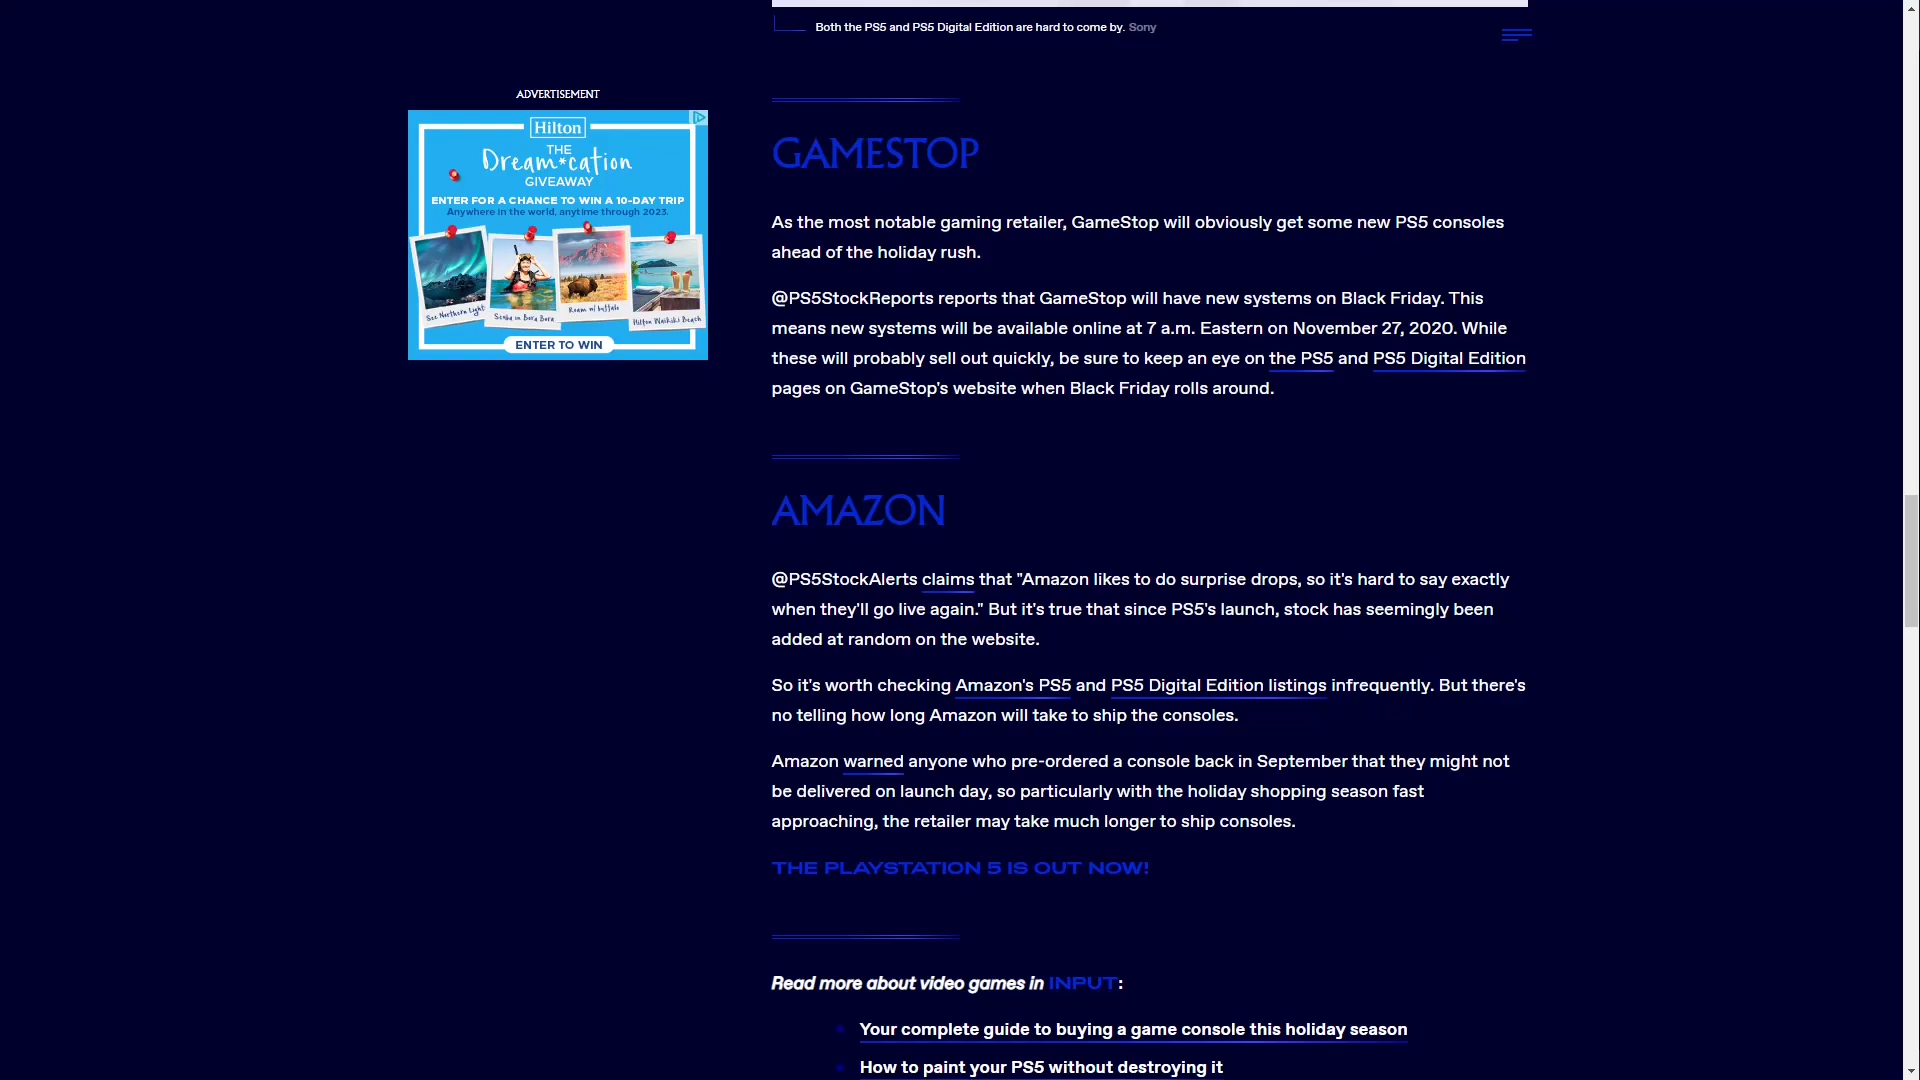 Both the PS5 and PS5 Digital Edition are hard to come by. Sony
ADVERTISEMENT
Hilton
THE
Dream*cation
GIVEAWAY
ENTER FOR A CHANCE TO WIN A 10-DAY TRIP
Anywhere in the world, anytime through 2023.
See Northern Light
Scuba in Bora Bora
Roam w/ buffalo
Hilton Waikiki Beach
ENTER TO WIN
GAMESTOP
As the most notable gaming retailer, GameStop will obviously get some new PS5 consoles
ahead of the holiday rush.
@PS5StockReports reports that GameStop will have new systems on Black Friday. This
means new systems will be available online at 7 a.m. Eastern on November 27, 2020. While
these will probably sell out quickly, be sure to keep an eye on the PS5 and PS5 Digital Edition
pages on GameStop's website when Black Friday rolls around.
AMAZON
@PS5StockAlerts claims that "Amazon likes to do surprise drops, so it's hard to say exactly
when they'll go live again." But it's true that since PS5's launch, stock has seemingly been
added at random on the website.
So it's worth checking Amazon's PS5 and PS5 Digital Edition listings infrequently. But there's
no telling how long Amazon will take to ship the consoles.
Amazon warned anyone who pre-ordered a console back in September that they might not
be delivered on launch day, so particularly with the holiday shopping season fast
approaching, the retailer may take much longer to ship consoles.
THE PLAYSTATION 5 IS OUT NOW!
Read more about video games in INPUT:
Your complete guide to buying a game console this holiday season
How to paint your PS5 without destroying it